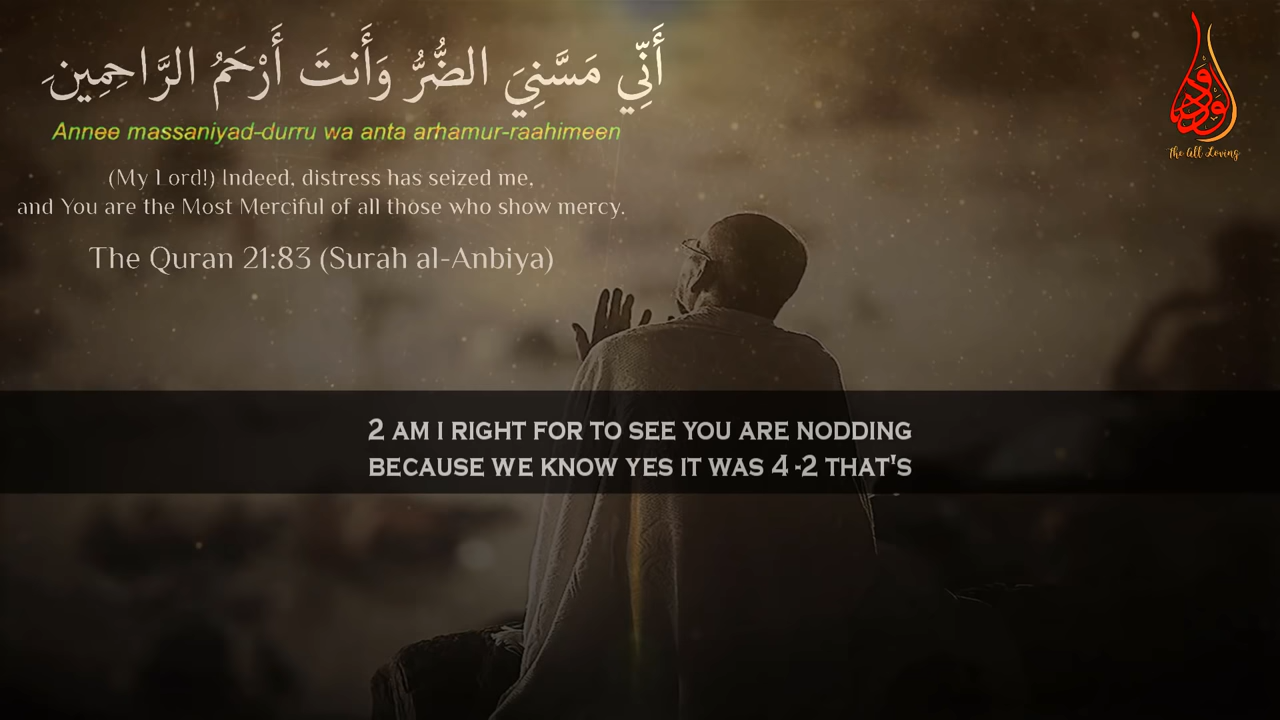 أَنِّي مَسَّنِيَ الضُّرُّ وَأَنتَ أَرْحَمُ الرَّاحِمِينَ
Annee massaniyad-durru wa anta arhamur-raahimeen
(My Lord!) Indeed, distress has seized me,
and You are the Most Merciful of all those who show mercy.
The Quran 21:83 (Surah al-Anbiya)
The All Loving
2 AM I RIGHT FOR TO SEE YOU ARE NODDING
BECAUSE WE KNOW YES IT WAS 4 -2 THAT'S